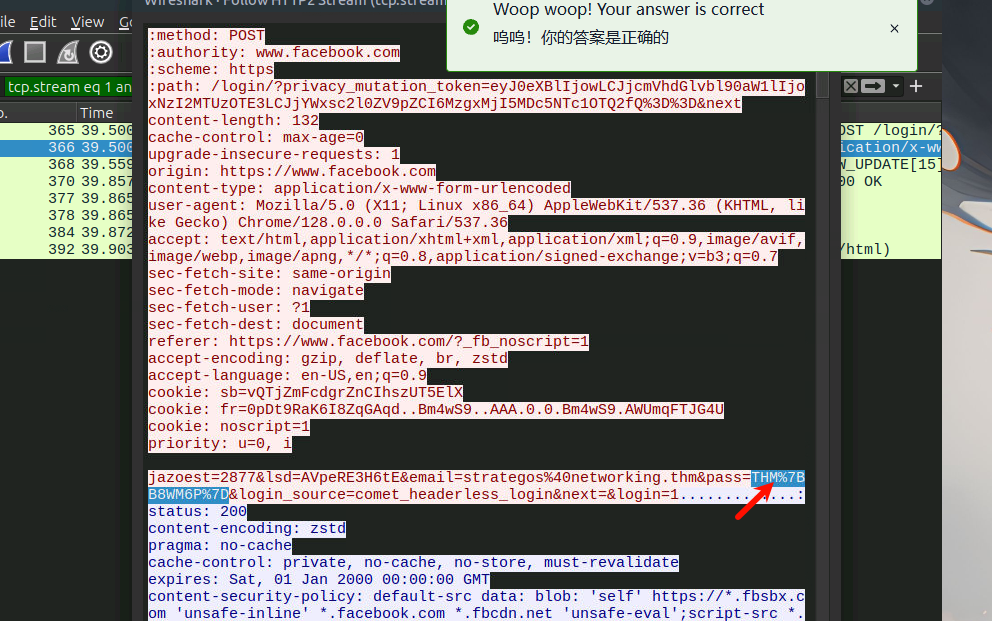 Wireshark · Follow HTTP2 Stream (tcp.stream
Woop woop! Your answer is correct
呜呜！你的答案是正确的
ile Edit View Go
tcp.stream eq 1 an
o. Time
365 39.500
366 39.500
368 39.559
370 39.857
377 39.865
378 39.865
384 39.872
392 39.903
:method: POST
:authority: www.facebook.com
:scheme: https
:path: /login/?privacy_mutation_token=eyJ0eXBlIjowLCJjcmVhdGlvbl90aW1lIjo
xNzI2MTUzOTE3LCJjYWxsc2l0ZV9pZCI6MzgxMjI5MDc5NTc1OTQ2fQ%3D%3D&next
content-length: 132
cache-control: max-age=0
upgrade-insecure-requests: 1
origin: https://www.facebook.com
content-type: application/x-www-form-urlencoded
user-agent: Mozilla/5.0 (X11; Linux x86_64) AppleWebKit/537.36 (KHTML, li
ke Gecko) Chrome/128.0.0.0 Safari/537.36
accept: text/html,application/xhtml+xml,application/xml;q=0.9,image/avif,
image/webp,image/apng,*/*;q=0.8,application/signed-exchange;v=b3;q=0.7
sec-fetch-site: same-origin
sec-fetch-mode: navigate
sec-fetch-user: ?1
sec-fetch-dest: document
referer: https://www.facebook.com/?_fb_noscript=1
accept-encoding: gzip, deflate, br, zstd
accept-language: en-US,en;q=0.9
cookie: sb=vQTjZmFcdgrZnCIhszUT5ElX
cookie: fr=0pDt9RaK6I8ZqGAqd..Bm4wS9..AAA.0.0.Bm4wS9.AWUmqFTJG4U
cookie: noscript=1
priority: u=0, i
jazoest=2877&lsd=AVpeRE3H6tE&email=strategos%40networking.thm&pass=THM%7B
B8WM6P%7D&login_source=comet_headerless_login&next=&login=1.............:
status: 200
content-encoding: zstd
pragma: no-cache
cache-control: private, no-cache, no-store, must-revalidate
expires: Sat, 01 Jan 2000 00:00:00 GMT
content-security-policy: default-src data: blob: 'self' https://*.fbsbx.c
om 'unsafe-inline' *.facebook.com *.fbcdn.net 'unsafe-eval';script-src *.
OST /login/?
ication/x-ww
W_UPDATE[15]
00 OK
/html)